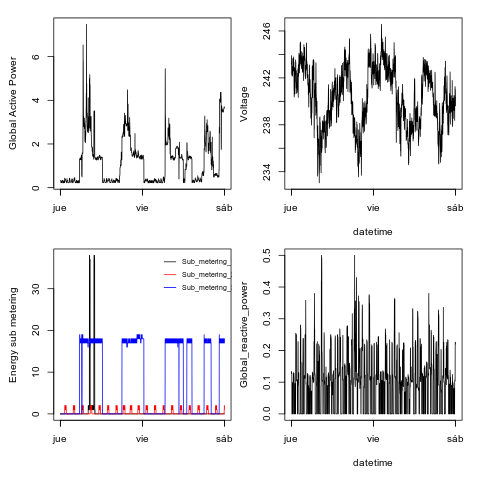 Global Active Power
0 2 4 6
jue vie sáb
Voltage
234 238 242 246
jue vie sáb
datetime
Energy sub metering
0 10 20 30
Sub_metering_
Sub_metering_
Sub_metering_
jue vie sáb
Global_reactive_power
0.0 0.1 0.2 0.3 0.4 0.5
jue vie sáb
datetime